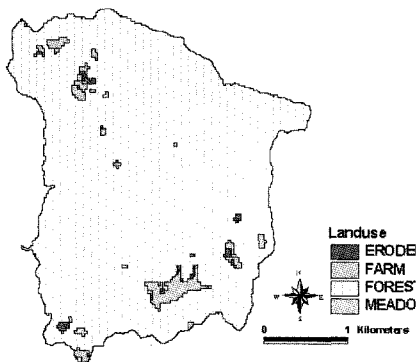 Landuse
ERODE
FARM
FOREST
MEADO
N
W E
S
0 1 Kilometers